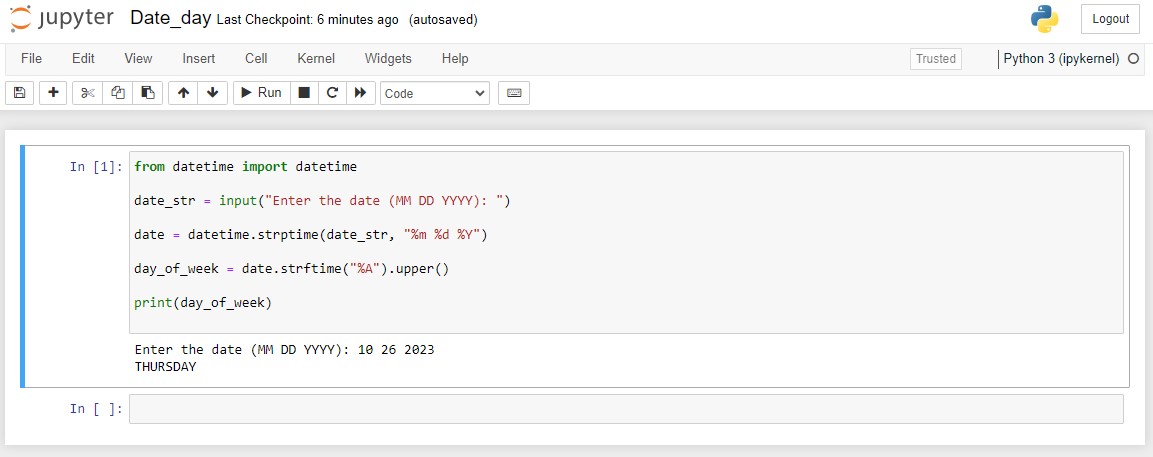 jupyter Date_day Last Checkpoint: 6 minutes ago (autosaved) Logout
File Edit View Insert Cell Kernel Widgets Help Trusted Python 3 (ipykernel)
Run Code
In [1]: from datetime import datetime
date_str = input("Enter the date (MM DD YYYY): ")
date = datetime.strptime(date_str, "%m %d %Y")
day_of_week = date.strftime("%A").upper()
print(day_of_week)
Enter the date (MM DD YYYY): 10 26 2023
THURSDAY
In [ ]: